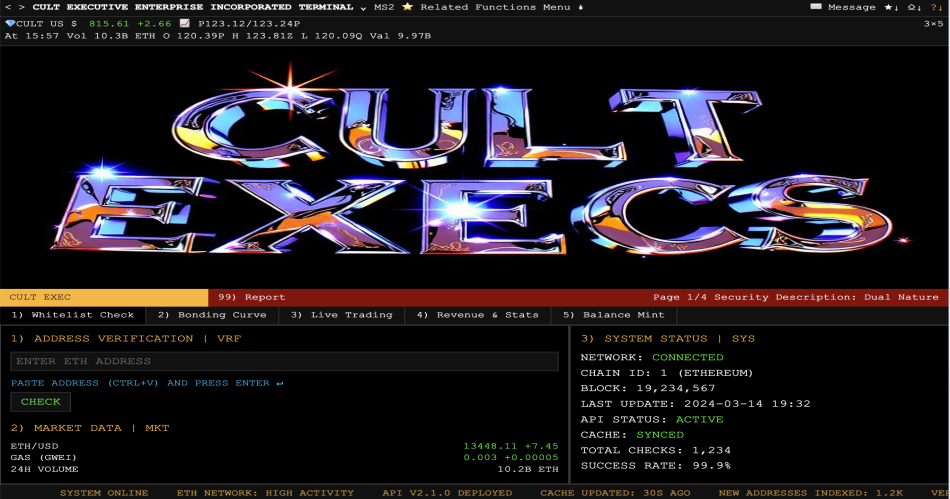 < > CULT EXECUTIVE ENTERPRISE INCORPORATED TERMINAL ⌄ MS2 ⭐ Related Functions Menu Message ★↓ Ω↓ ?↓
💎CULT US $ 815.61 +2.66 📈 P123.12/123.24P 3×5
At 15:57 Vol 10.3B ETH O 120.39P H 123.81Z L 120.09Q Val 9.97B
CULT
EXECS
CULT EXEC 99) Report Page 1/4 Security Description: Dual Nature
1) Whitelist Check 2) Bonding Curve 3) Live Trading 4) Revenue & Stats 5) Balance Mint
1) ADDRESS VERIFICATION | VRF
ENTER ETH ADDRESS
PASTE ADDRESS (CTRL+V) AND PRESS ENTER ↵
CHECK
2) MARKET DATA | MKT
ETH/USD 13448.11 +7.45
GAS (GWEI) 0.003 +0.00005
24H VOLUME 10.2B ETH
3) SYSTEM STATUS | SYS
NETWORK: CONNECTED
CHAIN ID: 1 (ETHEREUM)
BLOCK: 19,234,567
LAST UPDATE: 2024-03-14 19:32
API STATUS: ACTIVE
CACHE: SYNCED
TOTAL CHECKS: 1,234
SUCCESS RATE: 99.9%
SYSTEM ONLINE ETH NETWORK: HIGH ACTIVITY API V2.1.0 DEPLOYED CACHE UPDATED: 30S AGO NEW ADDRESSES INDEXED: 1.2K VE